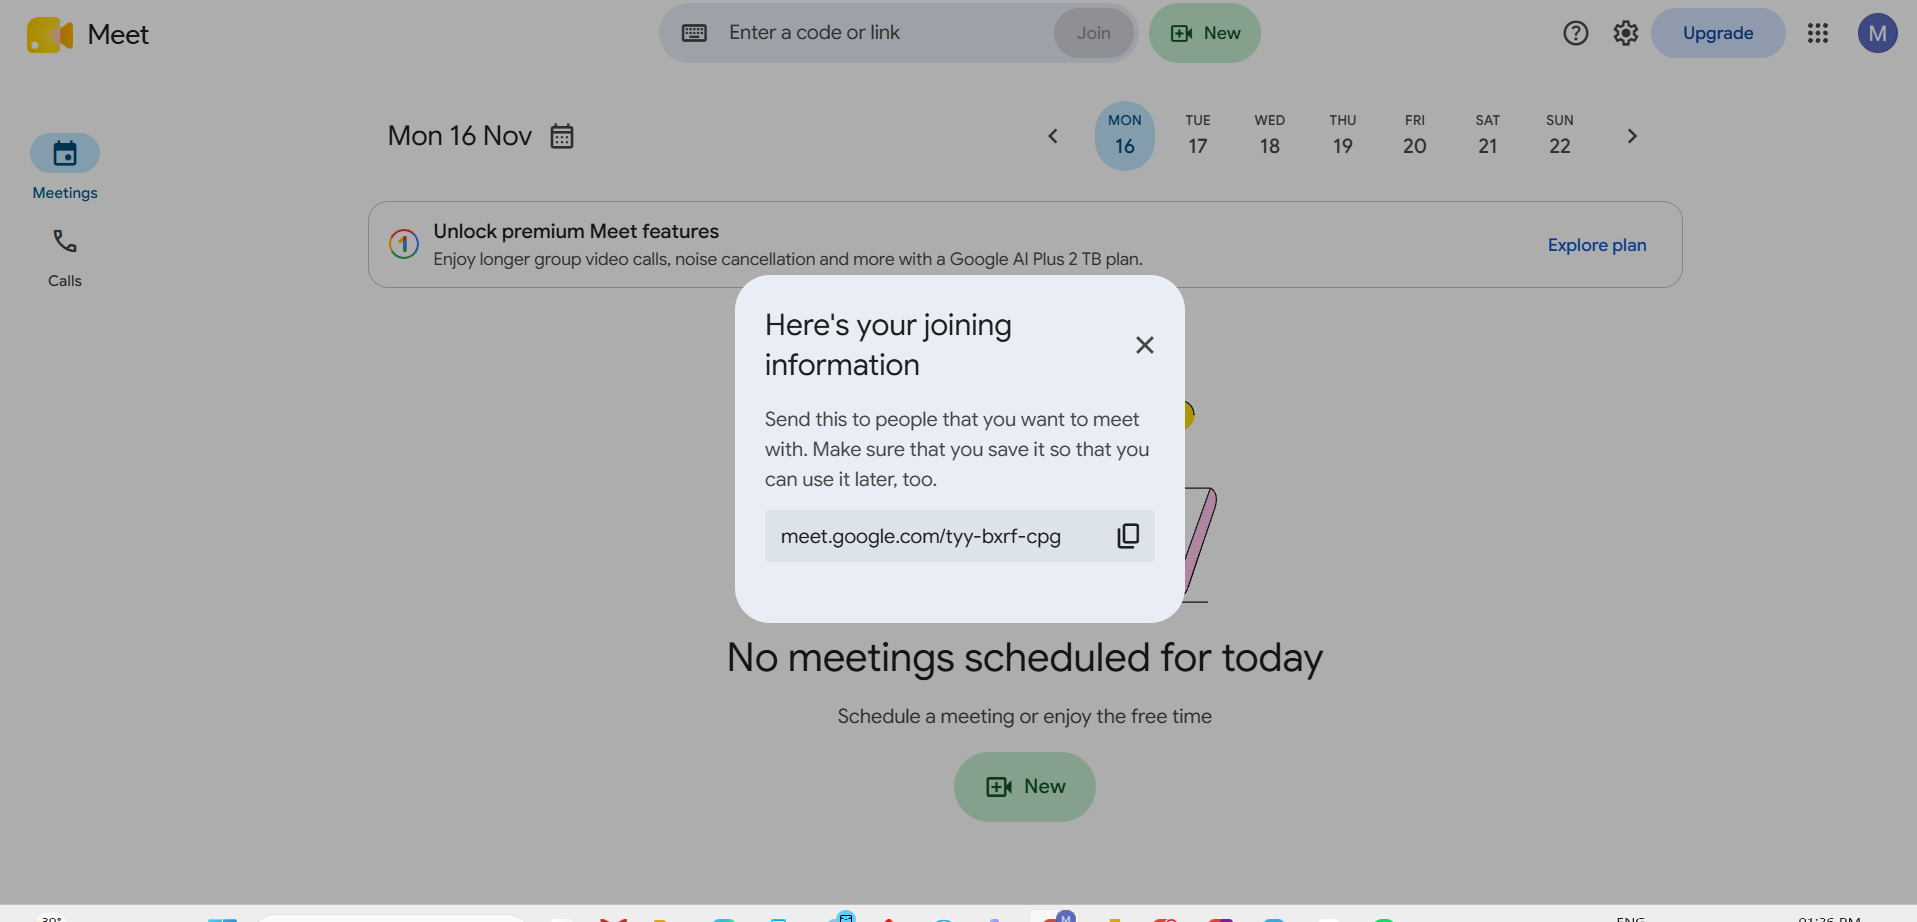 Meet
Enter a code or link
Join
New
Upgrade
M
Meetings
Calls
Mon 16 Nov
MON TUE WED THU FRI SAT SUN
16 17 18 19 20 21 22
Unlock premium Meet features
Enjoy longer group video calls, noise cancellation and more with a Google AI Plus 2 TB plan.
Explore plan
Here's your joining
information
Send this to people that you want to meet
with. Make sure that you save it so that you
can use it later, too.
meet.google.com/tyy-bxrf-cpg
No meetings scheduled for today
Schedule a meeting or enjoy the free time
New
ENG